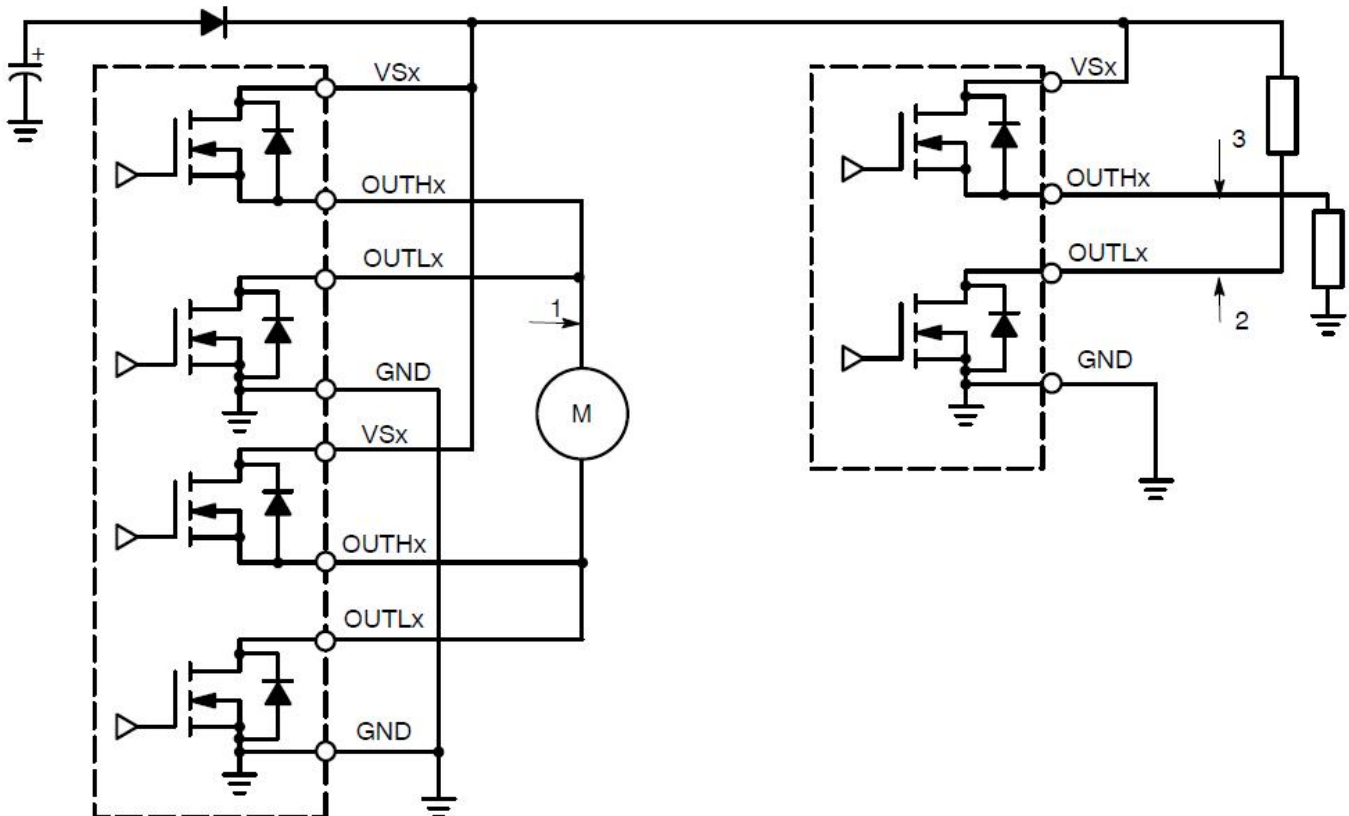 +
VSx
OUTHx
OUTLx
1
GND
M
VSx
OUTHx
OUTLx
GND
VSx
3
OUTHx
OUTLx
2
GND